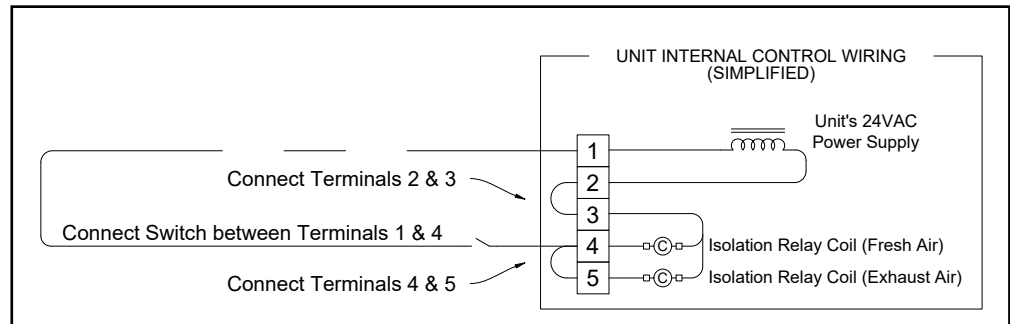 UNIT INTERNAL CONTROL WIRING
(SIMPLIFIED)
Unit's 24VAC
Power Supply
1
Connect Terminals 2 & 3
2
3
Connect Switch between Terminals 1 & 4
4
C
Isolation Relay Coil (Fresh Air)
Connect Terminals 4 & 5
5
C
Isolation Relay Coil (Exhaust Air)